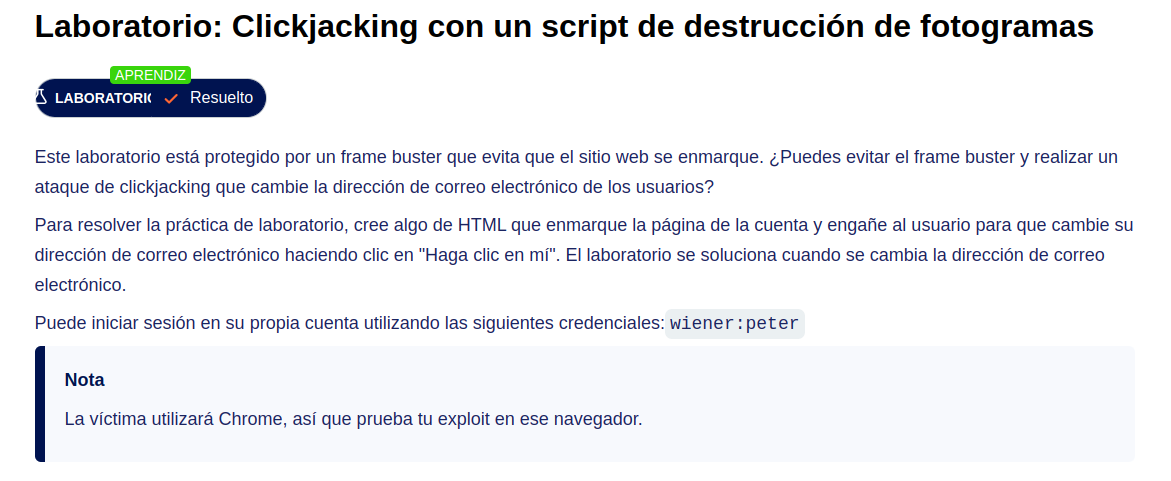 Laboratorio: Clickjacking con un script de destrucción de fotogramas
APRENDIZ
LABORATORIO
Resuelto
Este laboratorio está protegido por un frame buster que evita que el sitio web se enmarque. ¿Puedes evitar el frame buster y realizar un
ataque de clickjacking que cambie la dirección de correo electrónico de los usuarios?
Para resolver la práctica de laboratorio, cree algo de HTML que enmarque la página de la cuenta y engañe al usuario para que cambie su
dirección de correo electrónico haciendo clic en "Haga clic en mí". El laboratorio se soluciona cuando se cambia la dirección de correo
electrónico.
Puede iniciar sesión en su propia cuenta utilizando las siguientes credenciales: wiener:peter
Nota
La víctima utilizará Chrome, así que prueba tu exploit en ese navegador.